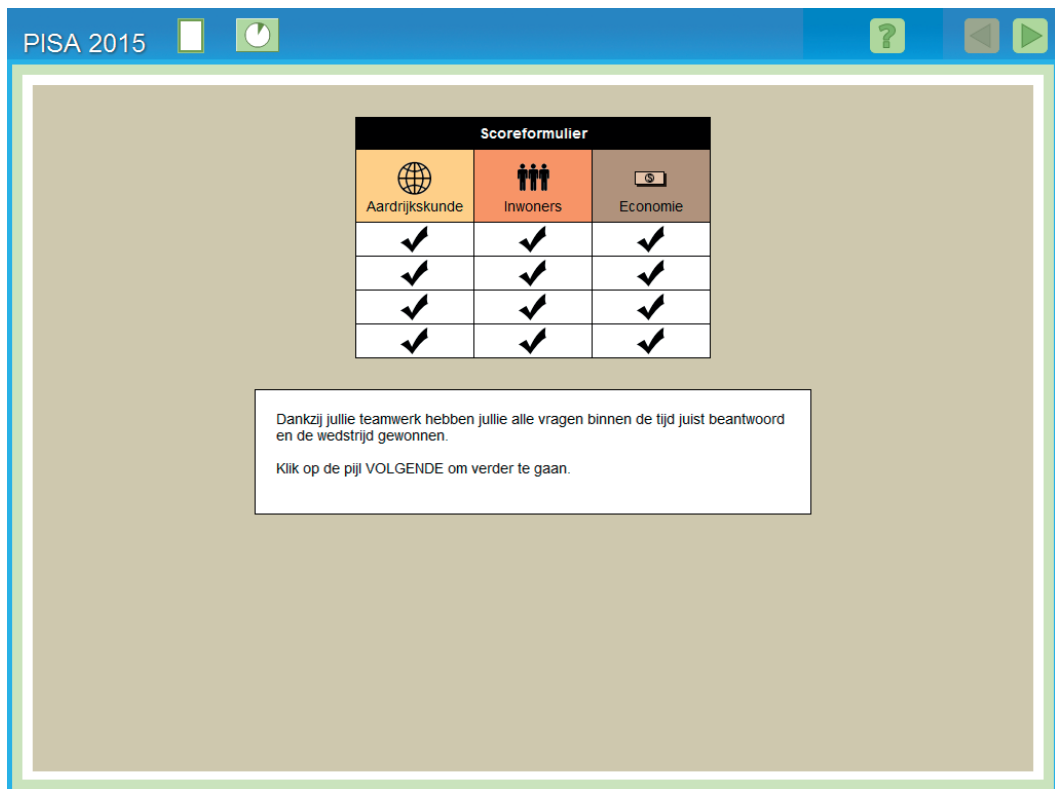 PISA 2015
?
Scoreformulier
Aardrijkskunde
Inwoners
$
Economie
Dankzij jullie teamwerk hebben jullie alle vragen binnen de tijd juist beantwoord
en de wedstrijd gewonnen.
Klik op de pijl VOLGENDE om verder te gaan.